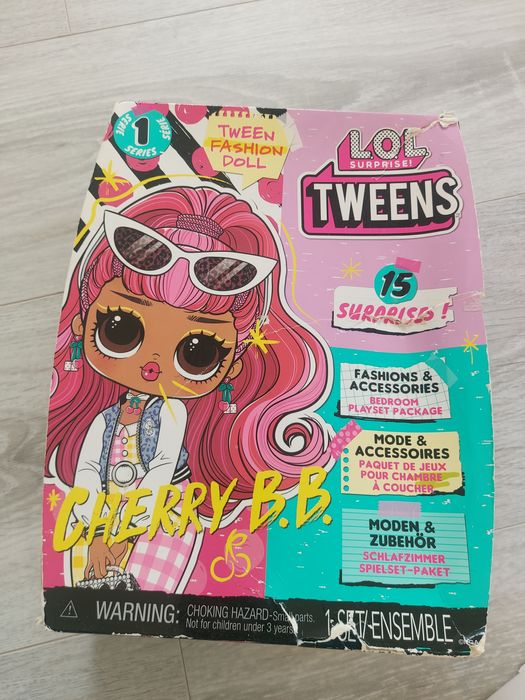 SERIE
1
SERIES
SÉRIE
TWEEN
FASHION
DOLL
L.O.L.
SURPRISE!
TWEENS
15
SURPRISES!
FASHIONS &
ACCESSORIES
BEDROOM
PLAYSET PACKAGE
MODE &
ACCESSOIRES
PAQUET DE JEUX
POUR CHAMBRE
À COUCHER
MODEN &
ZUBEHÖR
SCHLAFZIMMER
SPIELSET-PAKET
CHERRY B.B.
WARNING: CHOKING HAZARD-Small parts.
Not for children under 3 years.
1 SET/ENSEMBLE